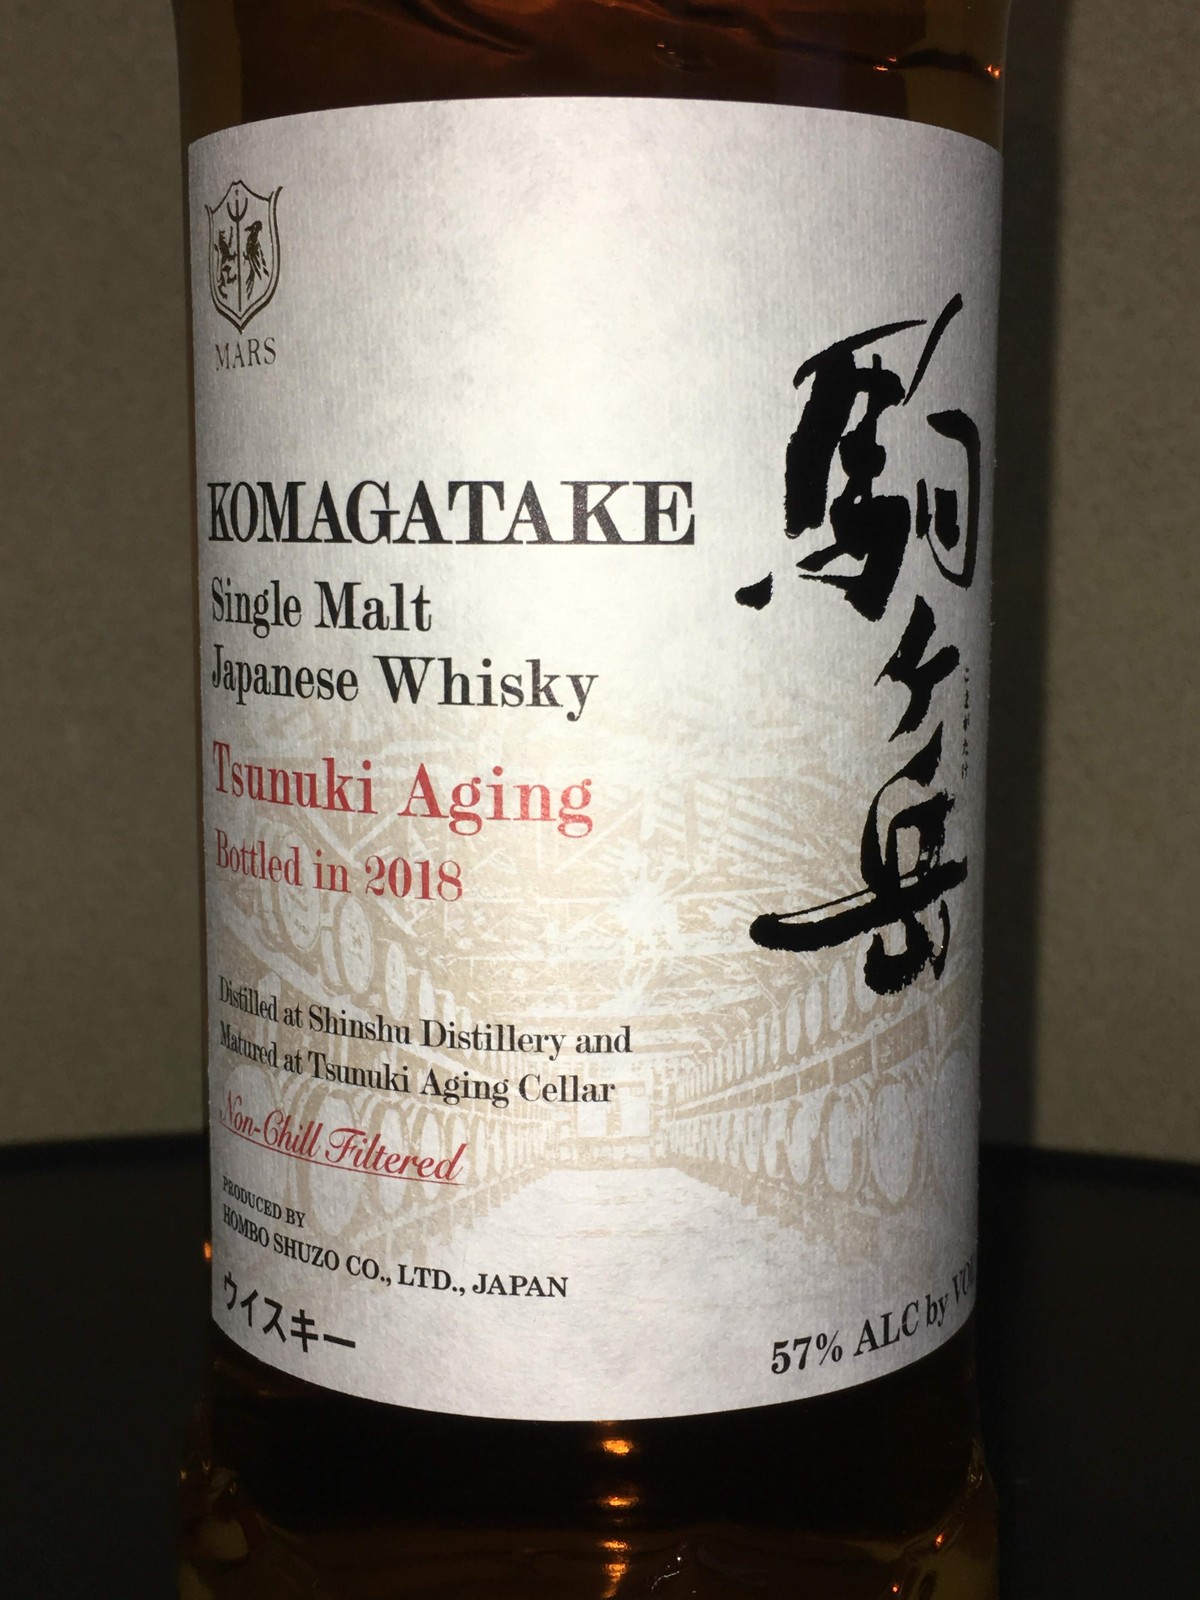 MARS
KOMAGATAKE
Single Malt
Japanese Whisky
Tsunuki Aging
Bottled in 2018
Distilled at Shinshu Distillery and
Matured at Tsunuki Aging Cellar
Non-Chill Filtered
PRODUCED BY
HOMBO SHUZO CO., LTD., JAPAN
ウイスキー
駒ヶ岳
こまがたけ
57% ALC by VOL